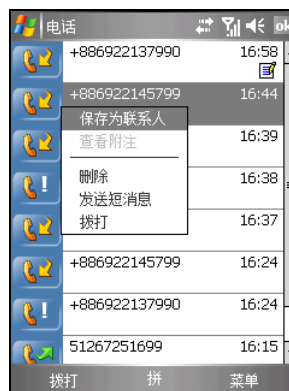 电话
ok
+886922137990 16:58
+886922145799 16:44
保存为联系人
查看附注
16:39
删除
16:38
发送短消息
拨打
16:37
+886922145799 16:24
+886922137990 16:24
51267251699 16:15
拨打 拼 菜单